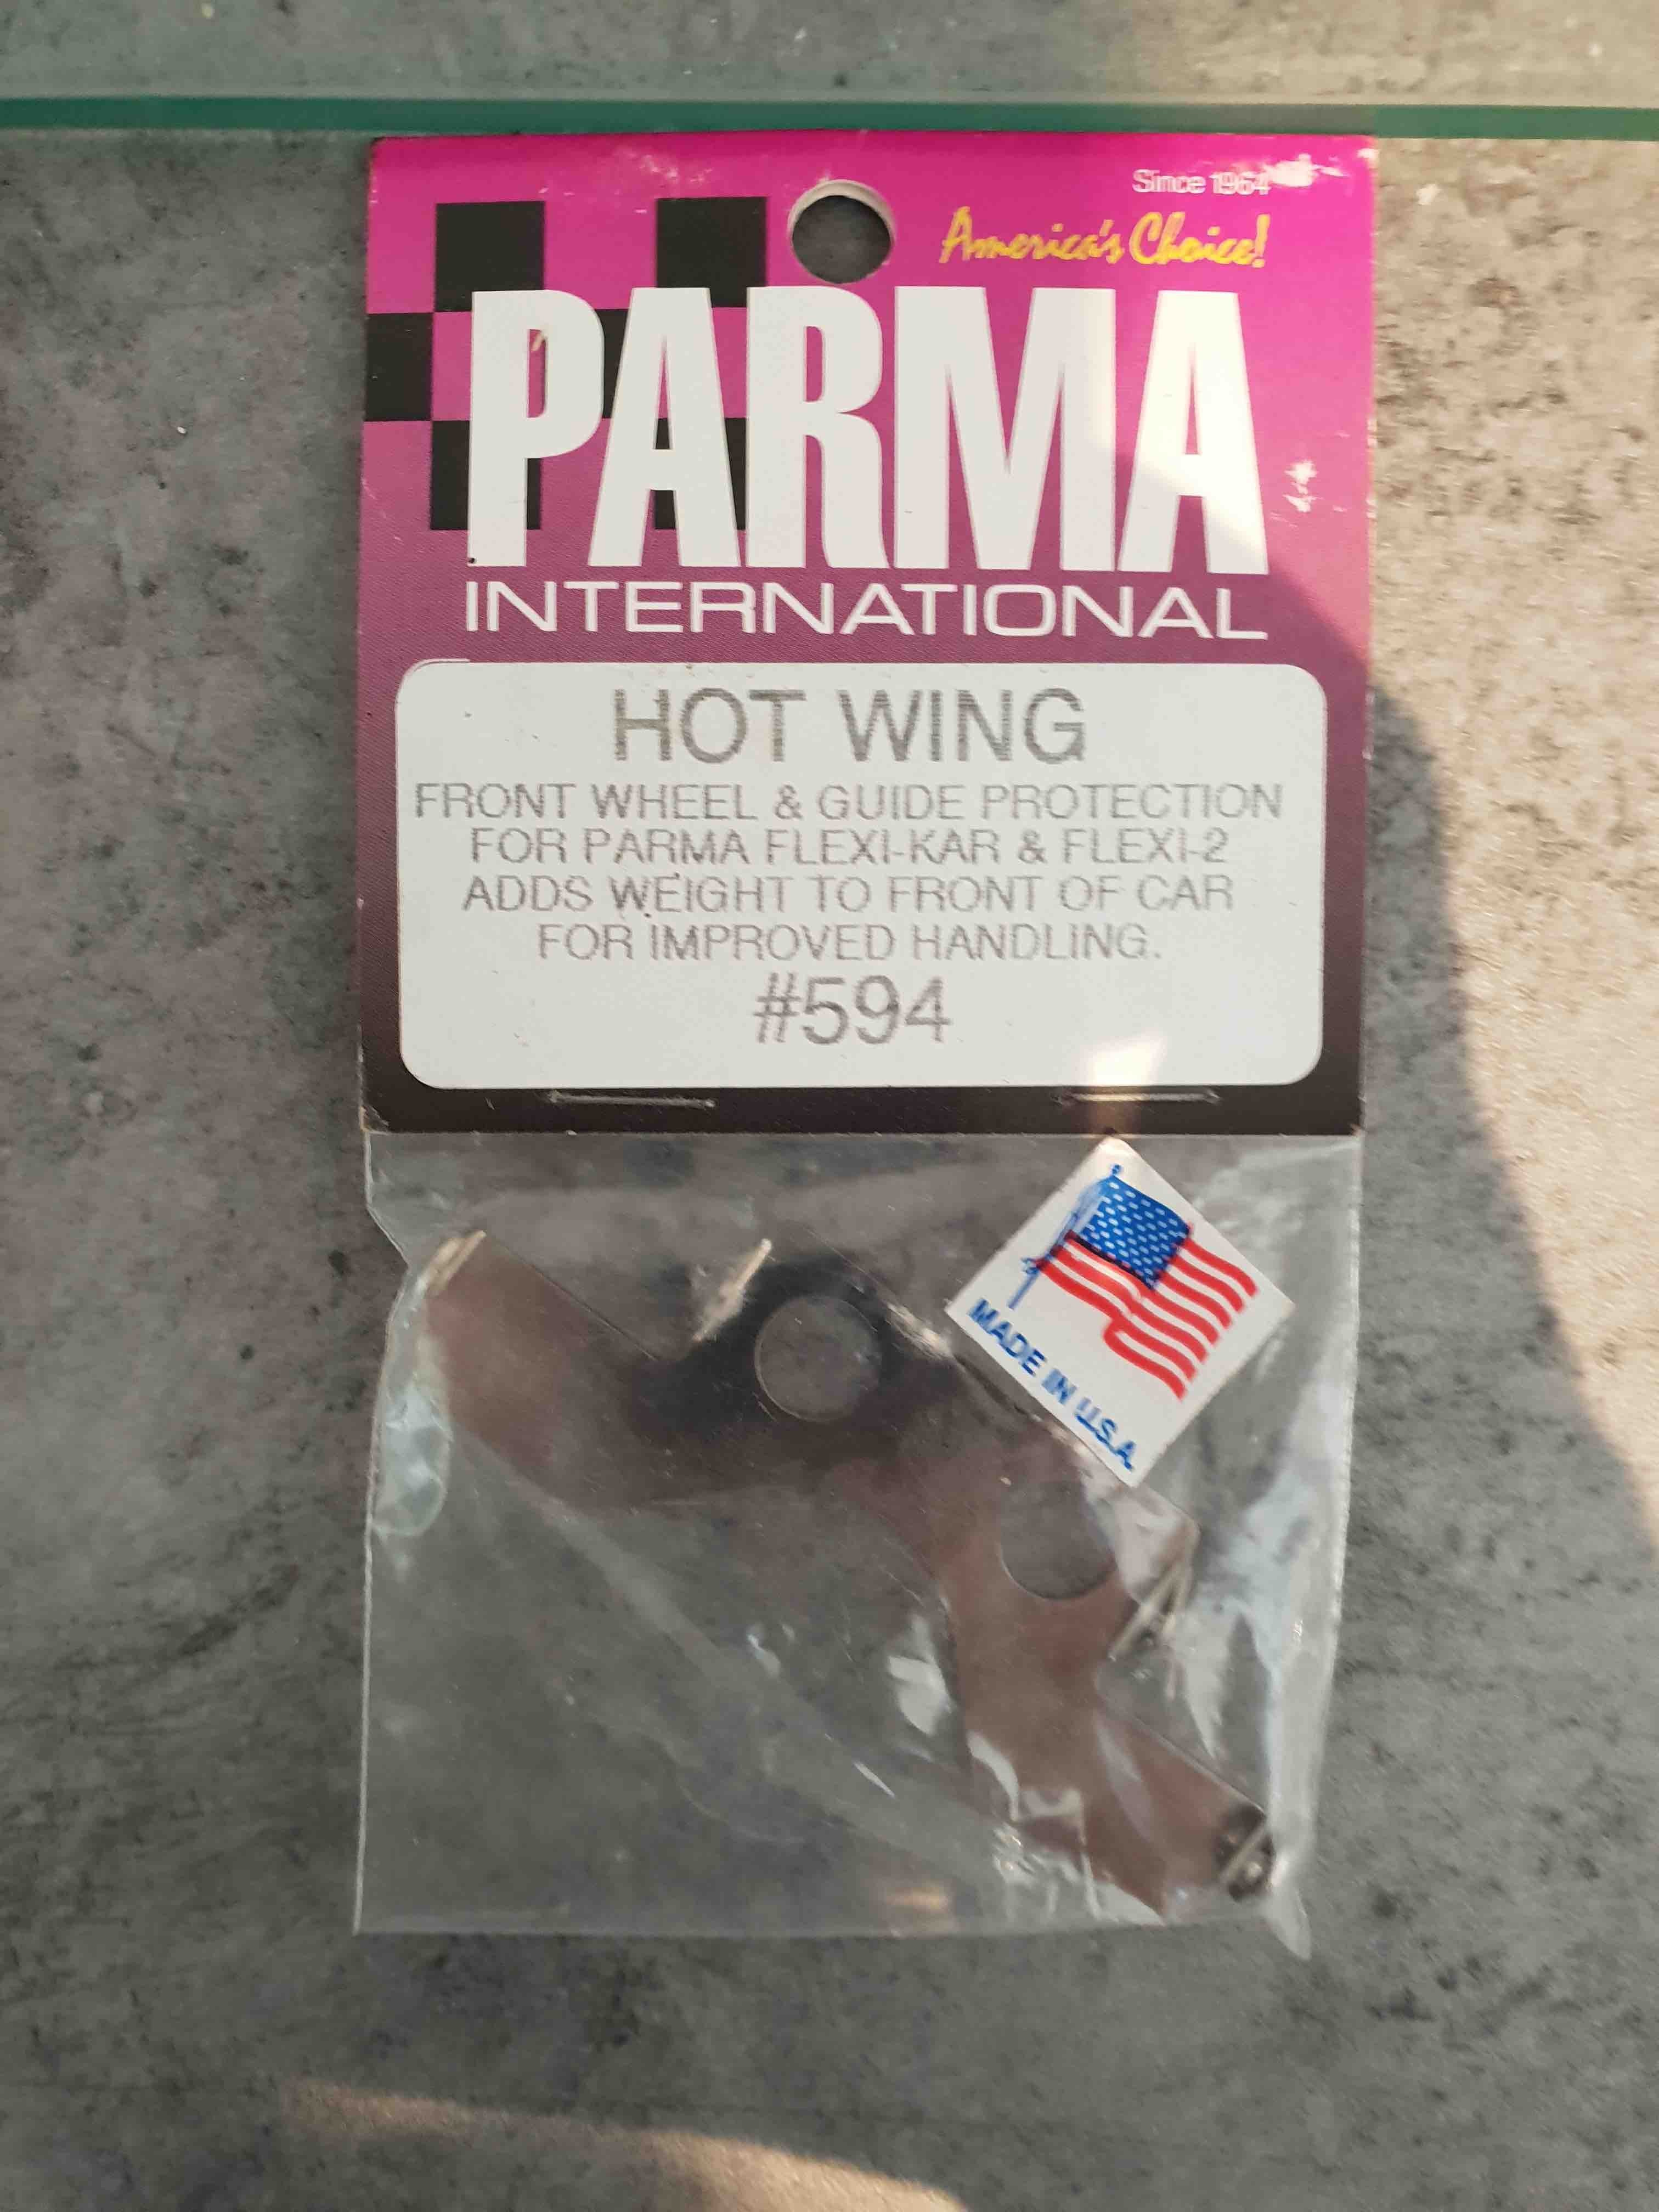 Since 1964
America's Choice!
PARMA
INTERNATIONAL
HOT WING
FRONT WHEEL & GUIDE PROTECTION
FOR PARMA FLEXI-KAR & FLEXI-2
ADDS WEIGHT TO FRONT OF CAR
FOR IMPROVED HANDLING.
#594
MADE IN U.S.A.